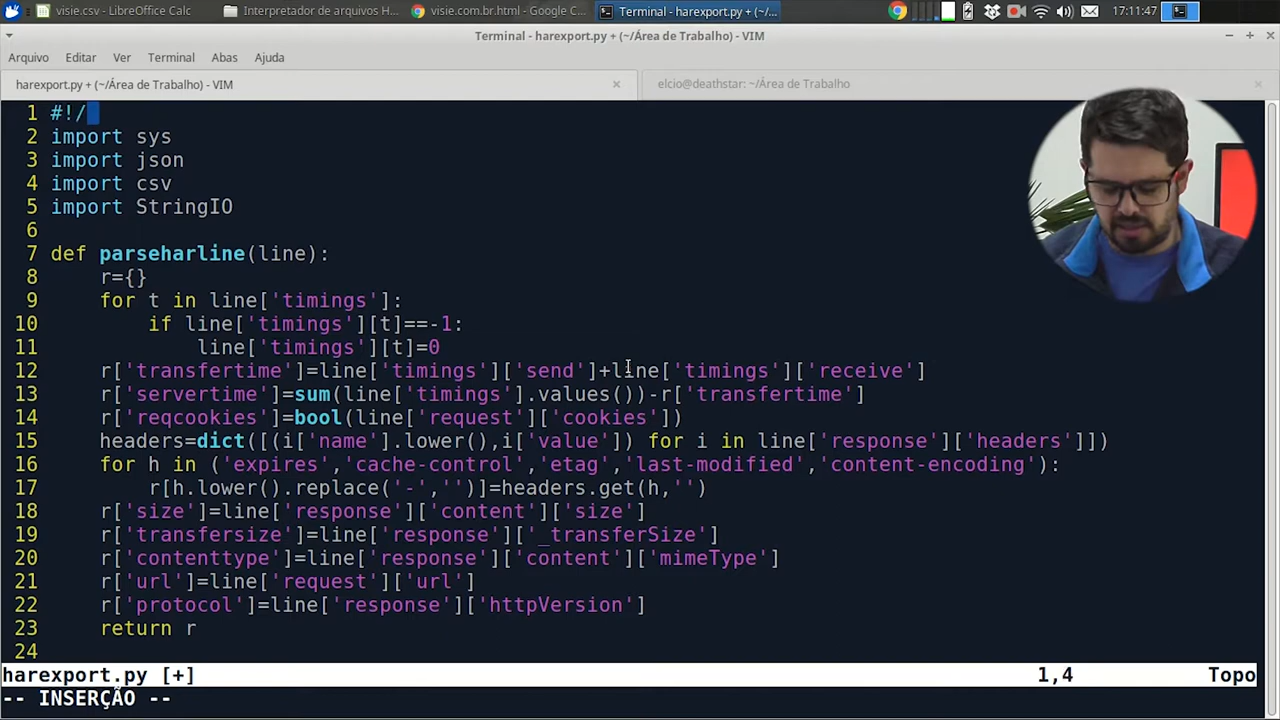 visie.csv - LibreOffice Calc
Interpretador de arquivos H...
visie.com.br.html - Google C...
Terminal - harexport.py + (~/...
17:11:47
Terminal - harexport.py + (~/Área de Trabalho) - VIM
Arquivo Editar Ver Terminal Abas Ajuda
harexport.py + (~/Área de Trabalho) - VIM
elcio@deathstar: ~/Área de Trabalho
1 #!/
2 import sys
3 import json
4 import csv
5 import StringIO
6
7 def parseharline(line):
8     r={}
9     for t in line['timings']:
10         if line['timings'][t]==-1:
11             line['timings'][t]=0
12     r['transfertime']=line['timings']['send']+line['timings']['receive']
13     r['servertime']=sum(line['timings'].values())-r['transfertime']
14     r['reqcookies']=bool(line['request']['cookies'])
15     headers=dict([(i['name'].lower(),i['value']) for i in line['response']['headers']])
16     for h in ('expires','cache-control','etag','last-modified','content-encoding'):
17         r[h.lower().replace('-','')]=headers.get(h,'')
18     r['size']=line['response']['content']['size']
19     r['transfersize']=line['response']['_transferSize']
20     r['contenttype']=line['response']['content']['mimeType']
21     r['url']=line['request']['url']
22     r['protocol']=line['response']['httpVersion']
23     return r
24
harexport.py [+] 1,4 Topo
-- INSERÇÃO --